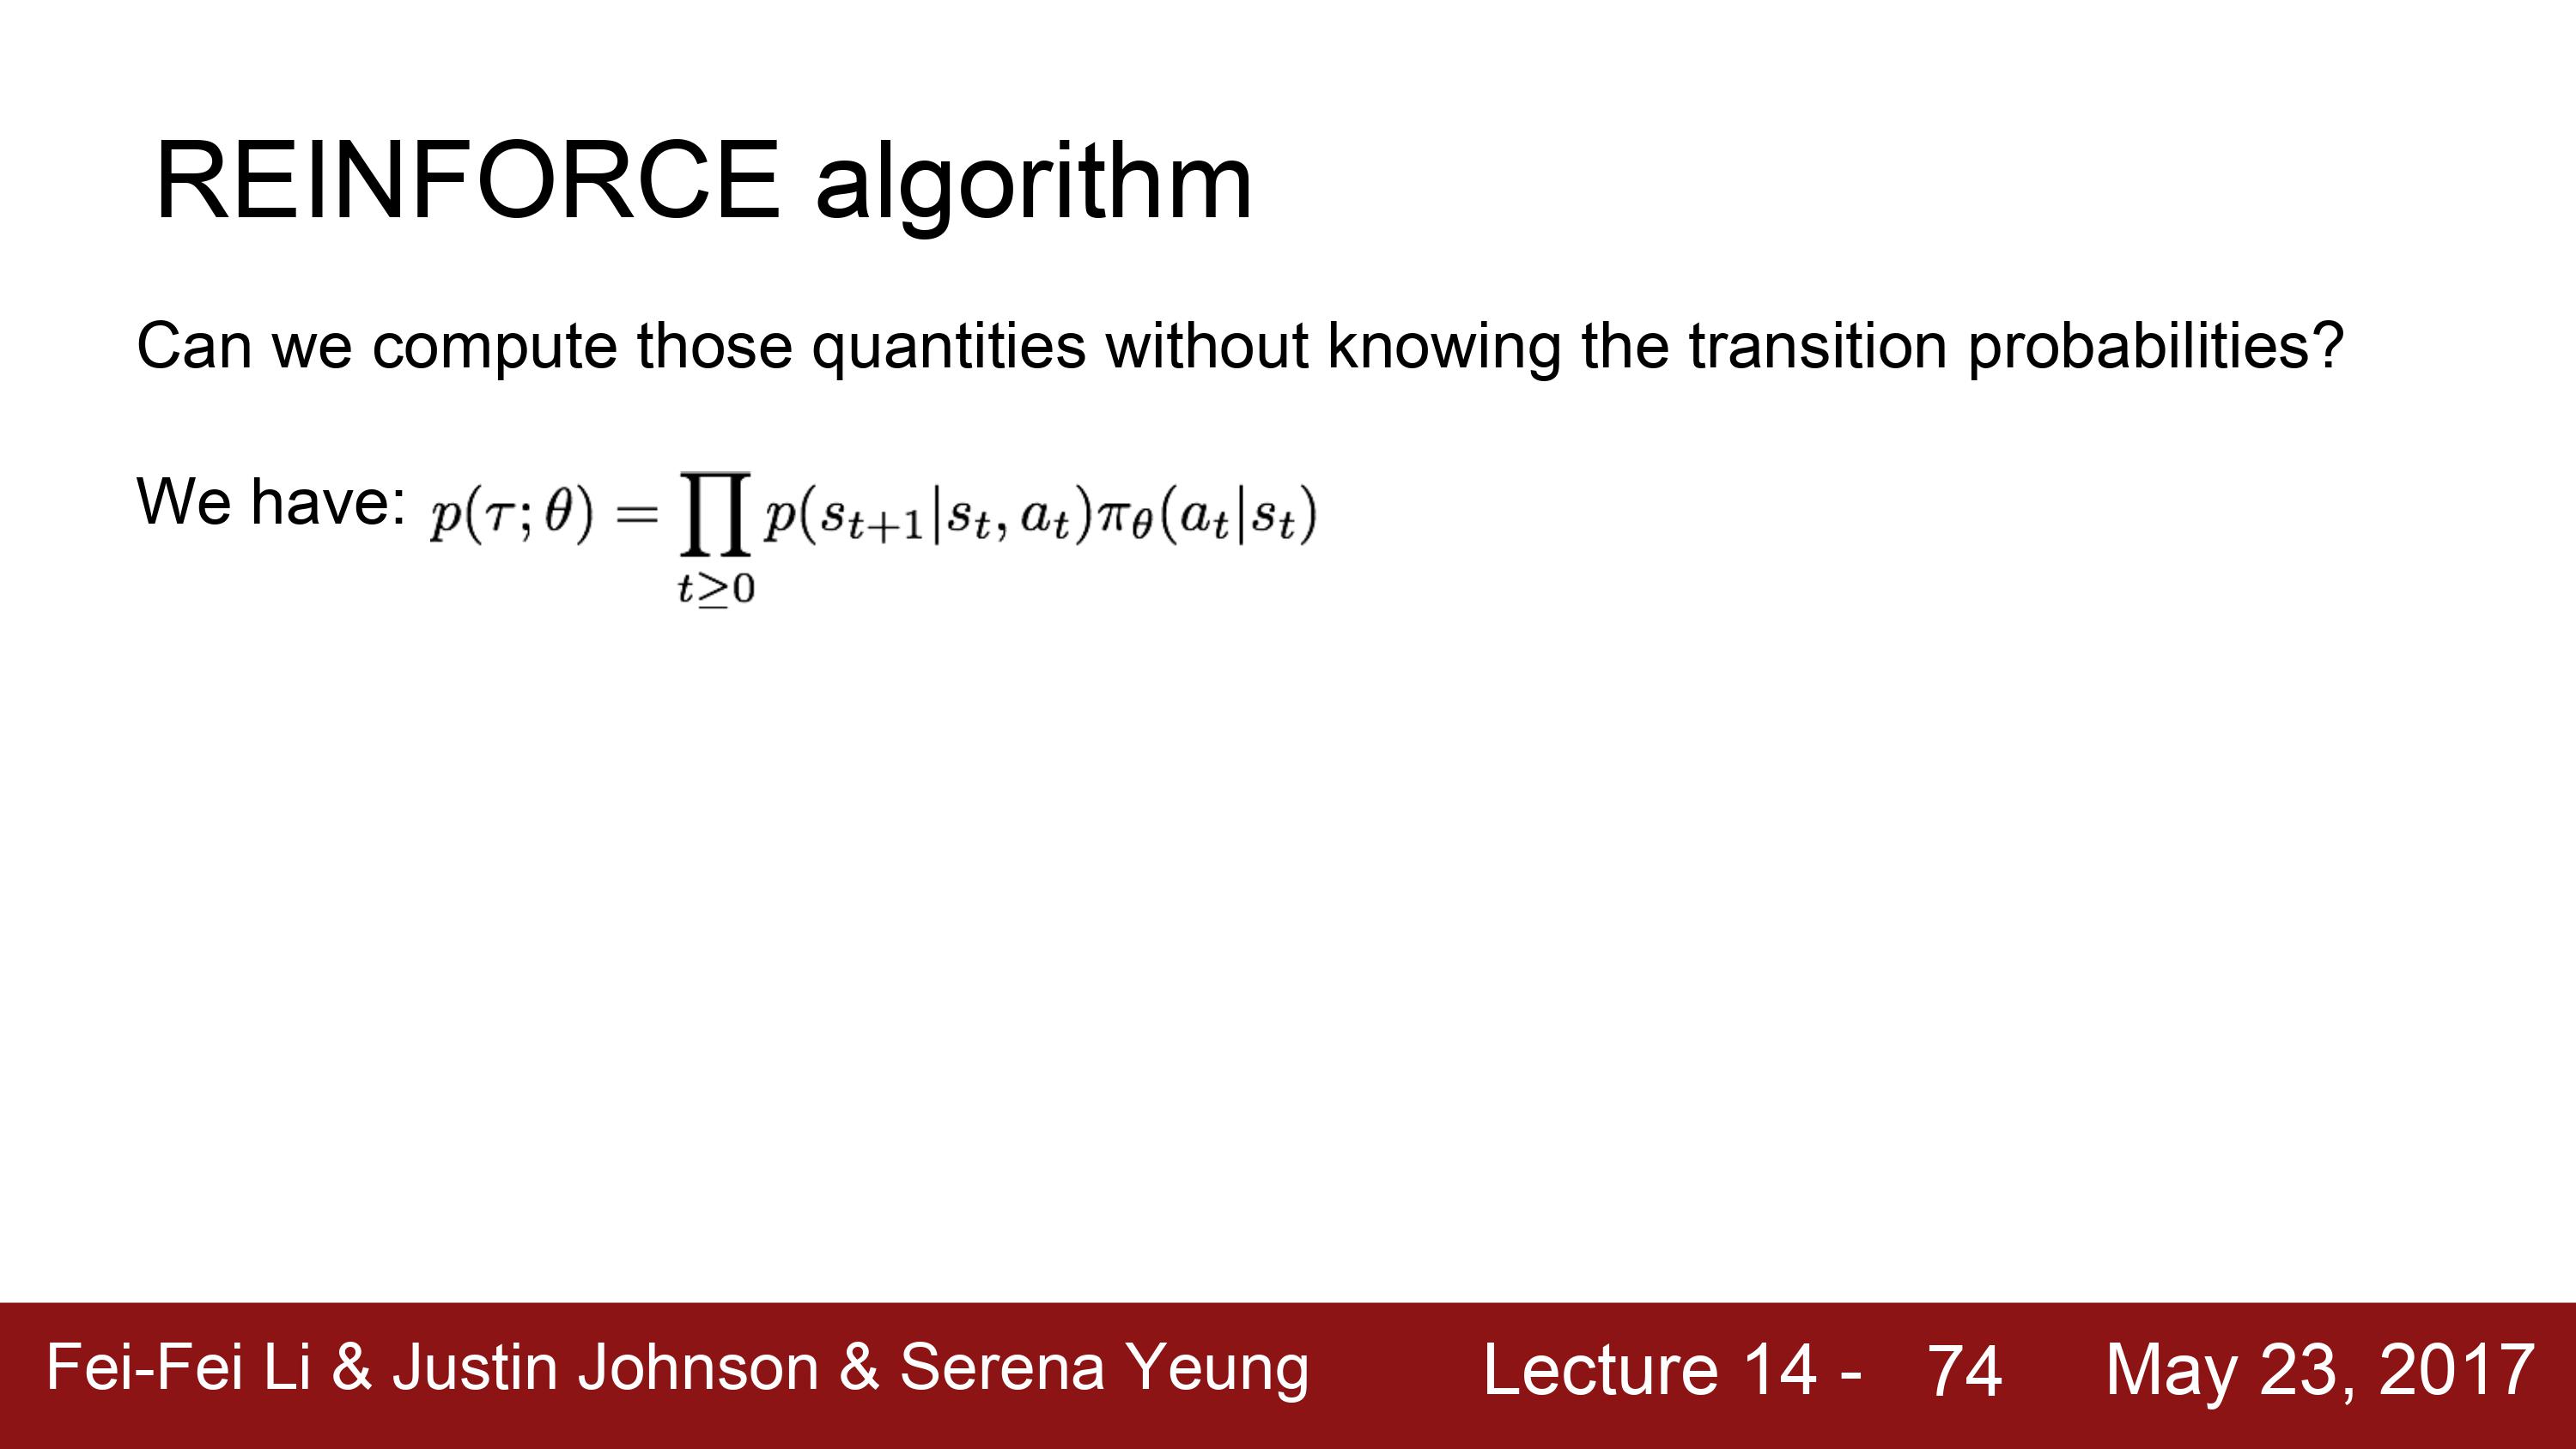 REINFORCE algorithm
Can we compute those quantities without knowing the transition probabilities?
We have: $p(\tau;\theta) = \prod_{t\geq 0} p(s_{t+1}|s_t, a_t)\pi_\theta(a_t|s_t)$
Fei-Fei Li & Justin Johnson & Serena Yeung Lecture 14 - 74 May 23, 2017